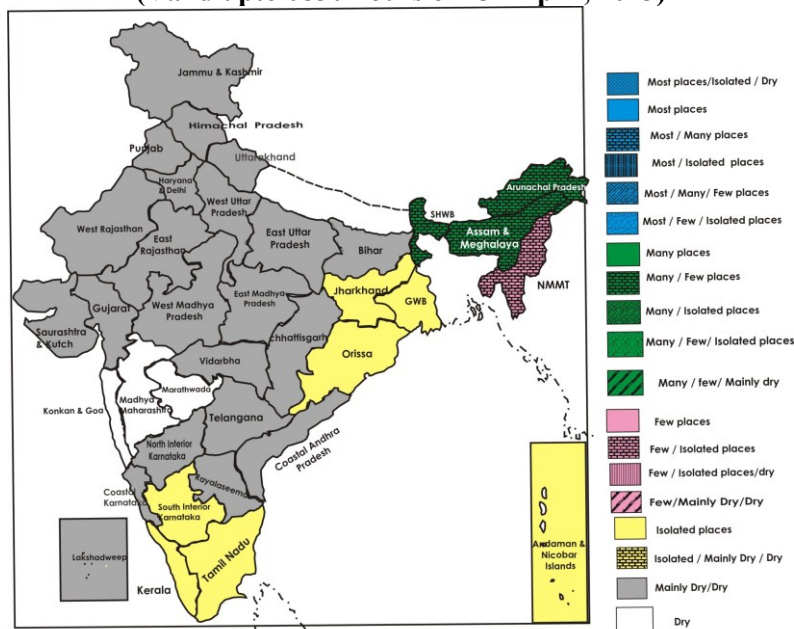 (Valid upto 0830 hours of April,
Jammu & Kashmir
Himachal Pradesh
Punjab
Uttarakhand
Haryana
& Delhi
West Uttar
Pradesh
West Rajasthan
East
Rajasthan
East Uttar
Pradesh
Bihar
SHWB
Arunachal Pradesh
Assam &
Meghalaya
NMMT
Jharkhand
GWB
Gujarat
Saurashtra
& Kutch
West Madhya
Pradesh
East Madhya
Pradesh
Chhattisgarh
Orissa
Vidarbha
Marathwada
Madhya
Maharashtra
Konkan & Goa
Telangana
North Interior
Karnataka
Coastal Andhra
Pradesh
Rayalaseema
Coastal
Karnataka
South Interior
Karnataka
Tamil Nadu
Kerala
Lakshadweep
Andaman &
Nicobar
Islands
Most places/Isolated / Dry
Most places
Most / Many places
Most / Isolated places
Most / Many/ Few places
Most / Few / Isolated places
Many places
Many / Few places
Many / Isolated places
Many / Few/ Isolated places
Many / few/ Mainly dry
Few places
Few / Isolated places
Few / Isolated places/dry
Few/Mainly Dry/Dry
Isolated places
Isolated / Mainly Dry / Dry
Mainly Dry/Dry
Dry